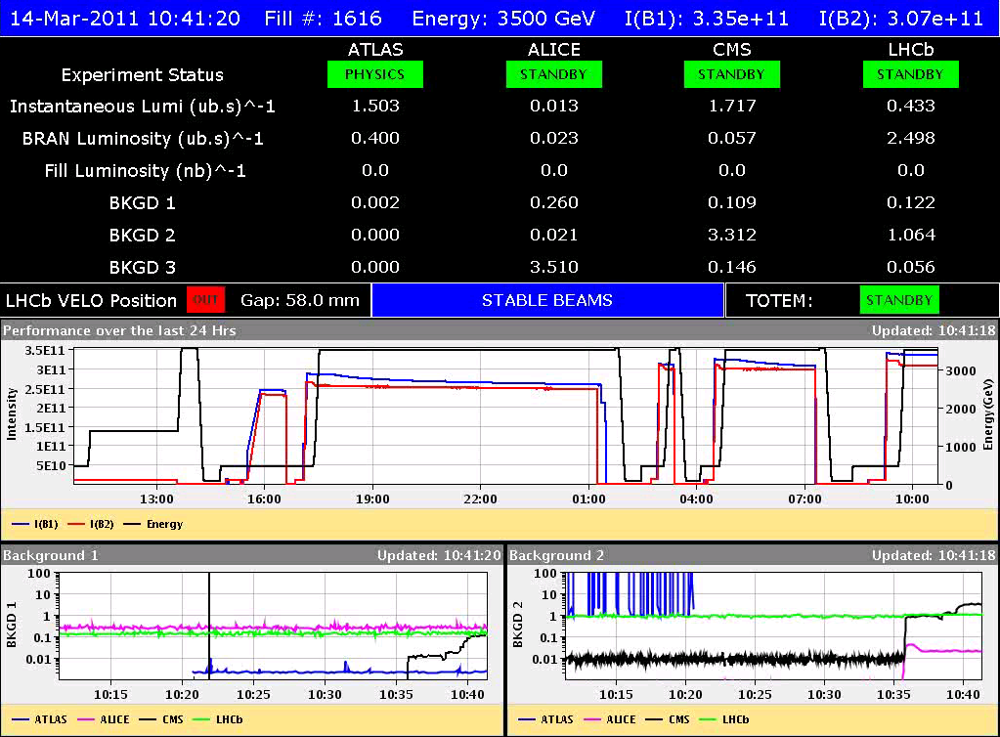 14-Mar-2011 10:41:20 Fill #: 1616 Energy: 3500 GeV I(B1): 3.35e+11 I(B2): 3.07e+11
ATLAS ALICE CMS LHCb
Experiment Status PHYSICS STANDBY STANDBY STANDBY
Instantaneous Lumi (ub.s)^-1 1.503 0.013 1.717 0.433
BRAN Luminosity (ub.s)^-1 0.400 0.023 0.057 2.498
Fill Luminosity (nb)^-1 0.0 0.0 0.0 0.0
BKGD 1 0.002 0.260 0.109 0.122
BKGD 2 0.000 0.021 3.312 1.064
BKGD 3 0.000 3.510 0.146 0.056
LHCb VELO Position OUT Gap: 58.0 mm STABLE BEAMS TOTEM: STANDBY
Performance over the last 24 Hrs Updated: 10:41:18
Intensity
3.5E11
3E11
2.5E11
2E11
1.5E11
1E11
5E10
3000
2000
1000
0
Energy(GeV)
13:00 16:00 19:00 22:00 01:00 04:00 07:00 10:00
I(B1) I(B2) Energy
Background 1 Updated: 10:41:20
BKGD 1
100
10
1
0.1
0.01
10:15 10:20 10:25 10:30 10:35 10:40
ATLAS ALICE CMS LHCb
Background 2 Updated: 10:41:18
BKGD 2
100
10
1
0.1
0.01
10:15 10:20 10:25 10:30 10:35 10:40
ATLAS ALICE CMS LHCb